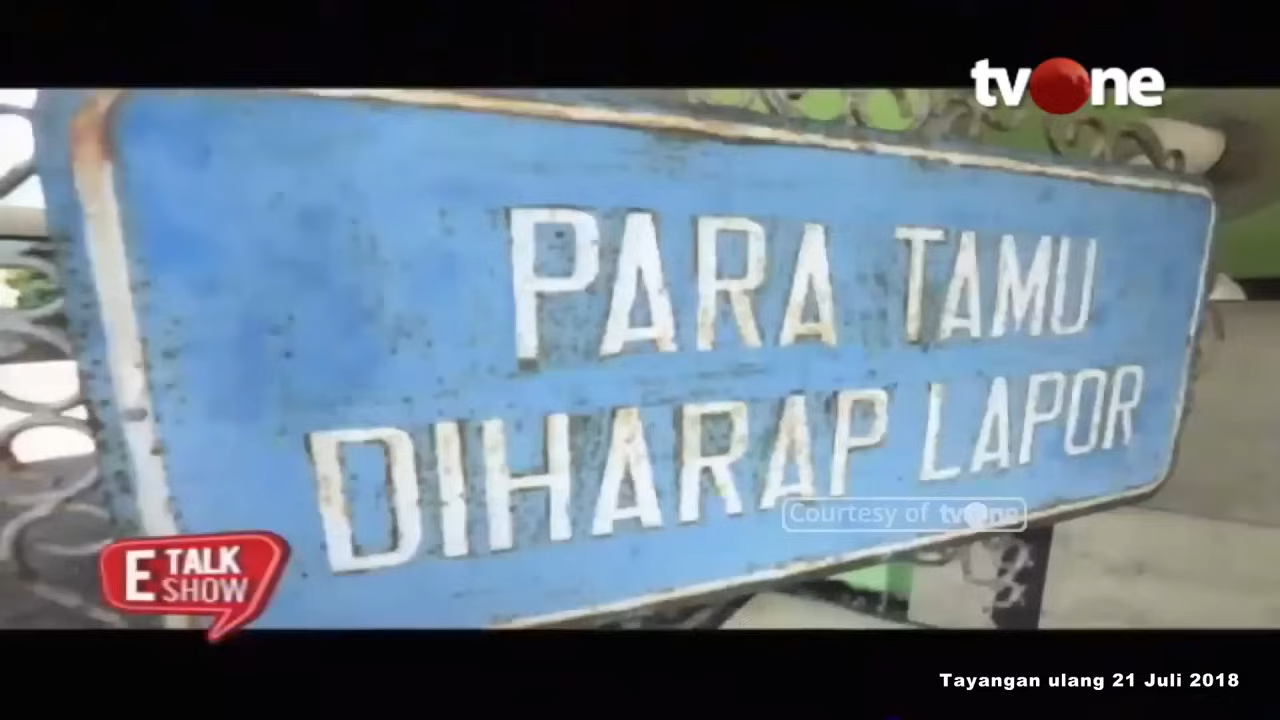 tvOne
PARA TAMU
DIHARAP LAPOR
Courtesy of tvOne
E TALK
SHOW
Tayangan ulang 21 Juli 2018